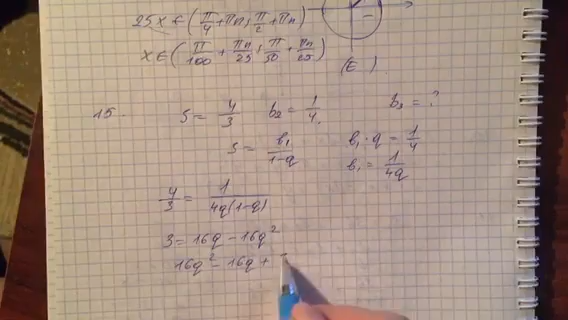 25x ∈ (π/4 + πn; π/2 + πn)
x ∈ (π/100 + πn/25; π/50 + πn/25)
(E)
15. S = 4/3 b₂ = 1/4 b₃ = ?
S = b₁/(1-q) b₁ · q = 1/4
b₁ = 1/(4q)
4/3 = 1/(4q(1-q))
3 = 16q - 16q²
16q² - 16q +